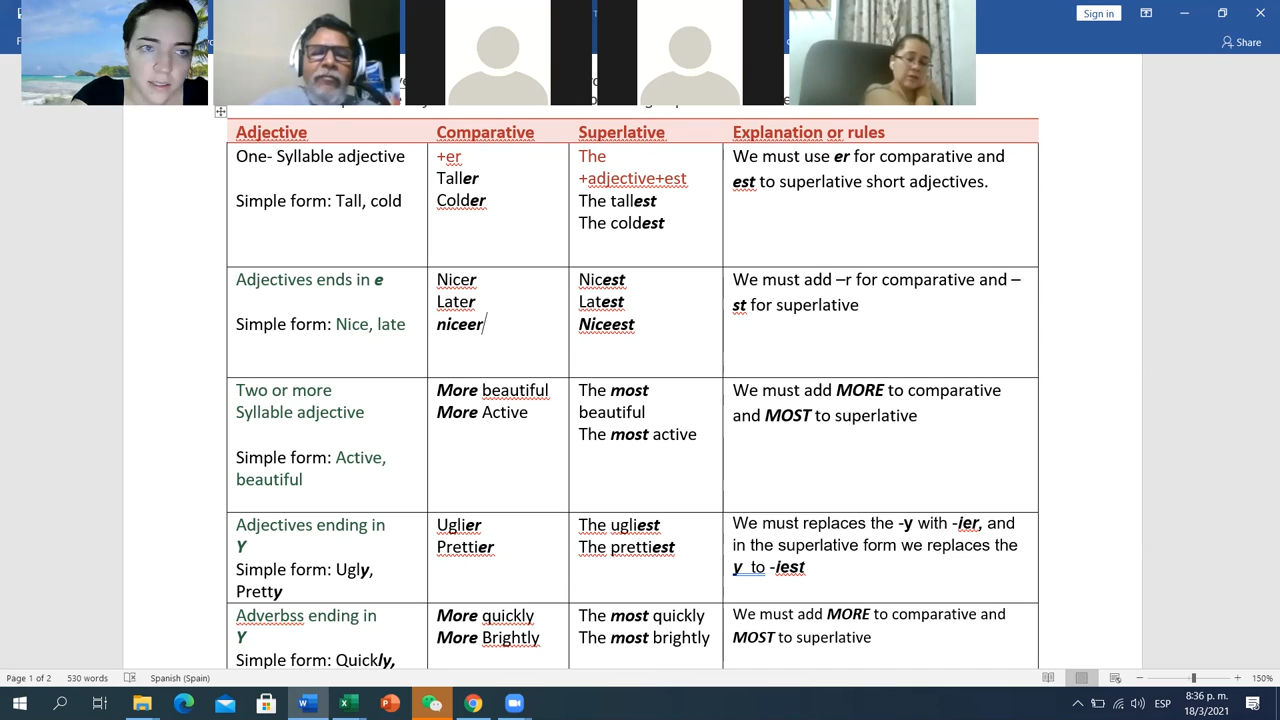 Sign in
Share
Adjective Comparative Superlative Explanation or rules
One- Syllable adjective
Simple form: Tall, cold
+er
Taller
Colder
The
+adjective+est
The tallest
The coldest
We must use er for comparative and
est to superlative short adjectives.
Adjectives ends in e
Simple form: Nice, late
Nicer
Later
niceer
Nicest
Latest
Niceest
We must add –r for comparative and –
st for superlative
Two or more
Syllable adjective
Simple form: Active,
beautiful
More beautiful
More Active
The most
beautiful
The most active
We must add MORE to comparative
and MOST to superlative
Adjectives ending in
Y
Simple form: Ugly,
Pretty
Uglier
Prettier
The ugliest
The prettiest
We must replaces the -y with -ier, and
in the superlative form we replaces the
y to -iest
Adverbss ending in
Y
Simple form: Quickly,
More quickly
More Brightly
The most quickly
The most brightly
We must add MORE to comparative and
MOST to superlative
Page 1 of 2 530 words Spanish (Spain) 150%
ESP
8:36 p. m.
18/3/2021